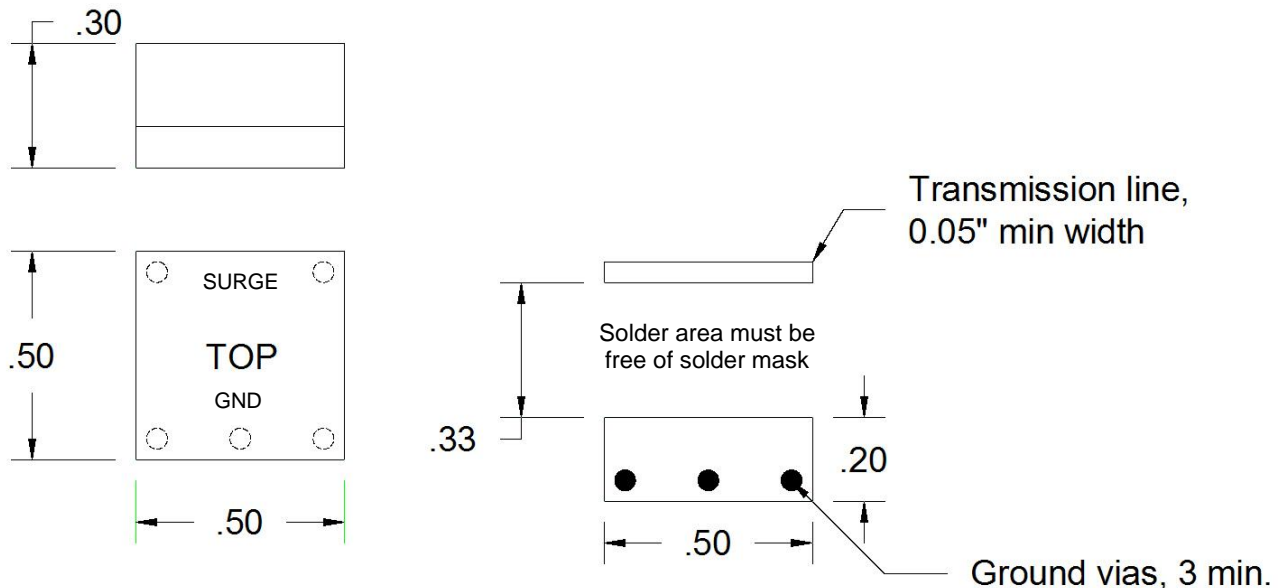 .30
SURGE
TOP
GND
.50
.50
Transmission line,
0.05" min width
Solder area must be
free of solder mask
.33
.20
.50
Ground vias, 3 min.